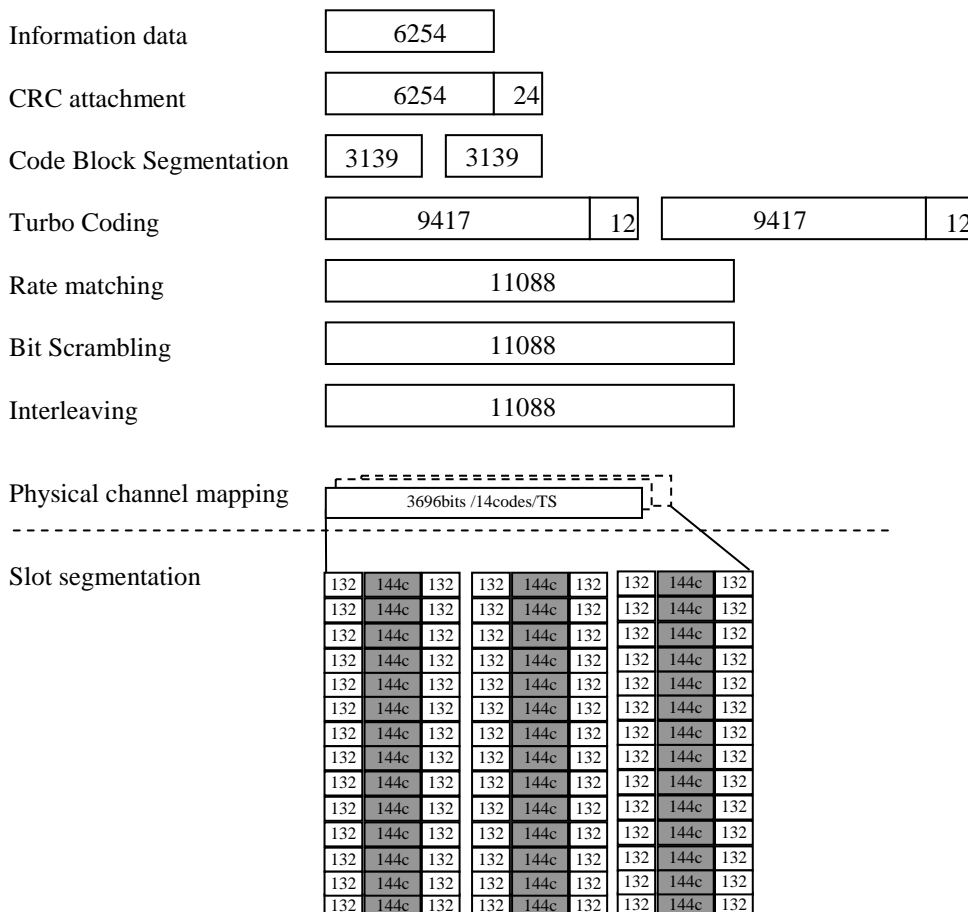 Information data 6254
CRC attachment 6254 24
Code Block Segmentation 3139 3139
Turbo Coding 9417 12 9417 12
Rate matching 11088
Bit Scrambling 11088
Interleaving 11088
Physical channel mapping 3696bits /14codes/TS
Slot segmentation
132 144c 132 132 144c 132 132 144c 132
132 144c 132 132 144c 132 132 144c 132
132 144c 132 132 144c 132 132 144c 132
132 144c 132 132 144c 132 132 144c 132
132 144c 132 132 144c 132 132 144c 132
132 144c 132 132 144c 132 132 144c 132
132 144c 132 132 144c 132 132 144c 132
132 144c 132 132 144c 132 132 144c 132
132 144c 132 132 144c 132 132 144c 132
132 144c 132 132 144c 132 132 144c 132
132 144c 132 132 144c 132 132 144c 132
132 144c 132 132 144c 132 132 144c 132
132 144c 132 132 144c 132 132 144c 132
132 144c 132 132 144c 132 132 144c 132